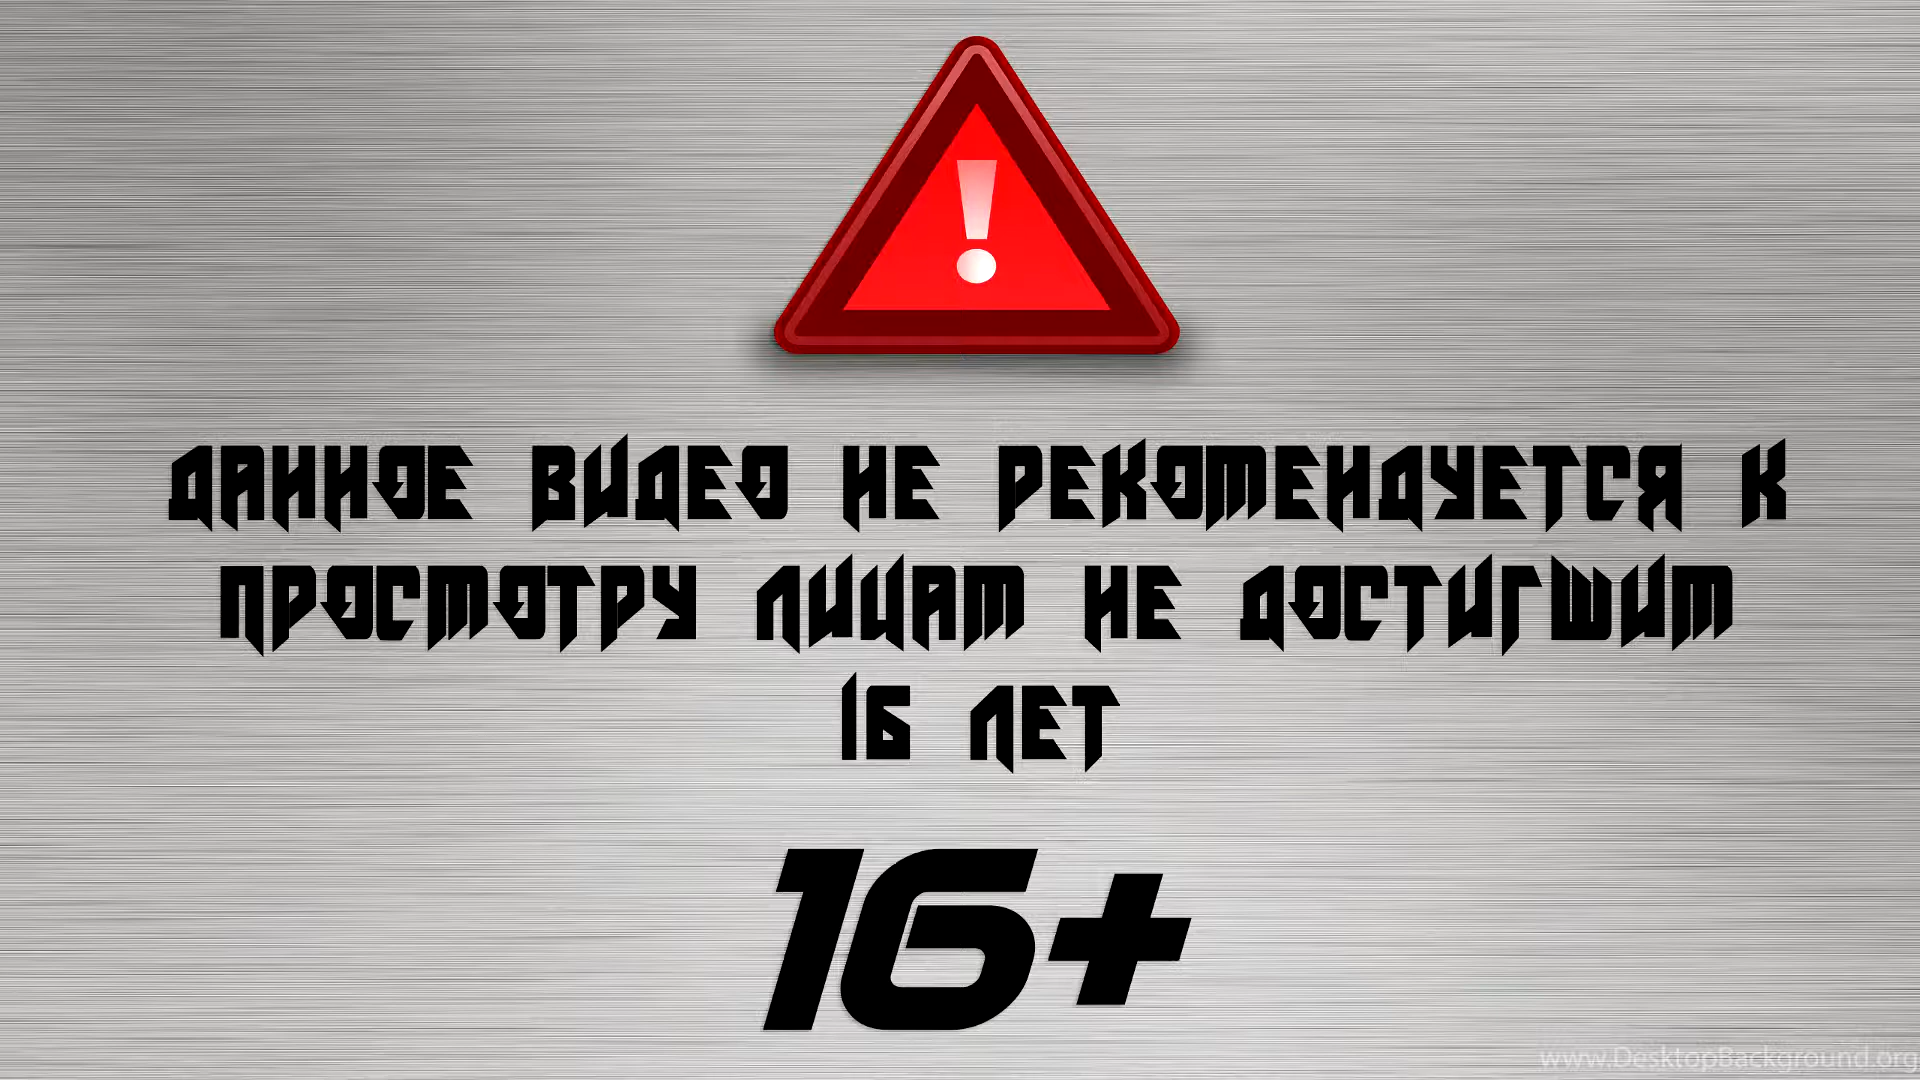 ДАННОЕ ВИДЕО НЕ РЕКОМЕНДУЕТСЯ К
ПРОСМОТРУ ЛИЦАМ НЕ ДОСТИГШИМ
16 ЛЕТ
16+
www.DesktopBackground.org